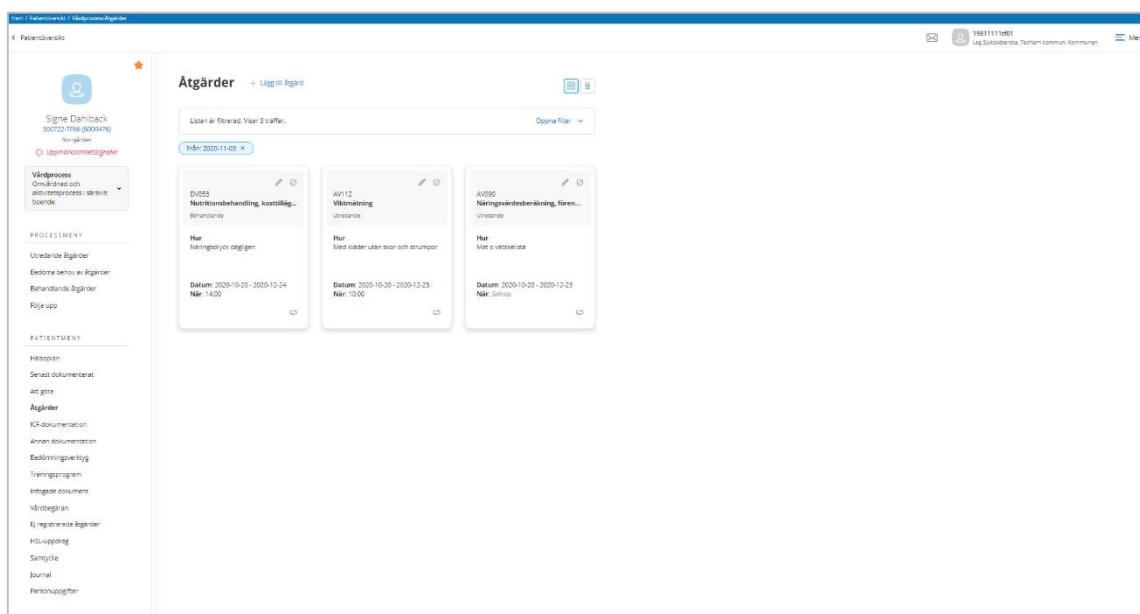 Hem / Patientöversikt / Vårdprocess Åtgärder
Patientöversikt
19811111tf01
Leg.Sjuksköterska, Tedham kommun, Kommunen
Me
Signe Dahlback
Norrgården
Uppmärksamhetssignaler
Vårdprocess
Omvårdnad och
aktivitetsprocess i särskilt
boende
PROCESSMENY
Utredande åtgärder
Bedöma behov av åtgärder
Behandlande åtgärder
Följa upp
PATIENTMENY
Hälsoplan
Senast dokumenterat
Att göra
Åtgärder
ICF-dokumentation
Annan dokumentation
Bedömningsverktyg
Träningsprogram
Infogade dokument
Vårdbegäran
Ej registrerade åtgärder
HSL-uppdrag
Samtycke
Journal
Personuppgifter
Åtgärder
+ Lägg till åtgärd
Listan är filtrerad. Visar 3 träffar.
Öppna filter
Från: 2020-11-03 ×
DV053
Nutritionsbehandling, kosttilläg...
Behandlande
Hur
Näringsdryck dagligen
Datum: 2020-10-20 - 2020-12-24
När: 14:00
AV112
Viktmätning
Utredande
Hur
Med kläder utan skor och strumpor
Datum: 2020-10-20 - 2020-12-23
När: 10:00
AV090
Näringsvärdesberäkning, fören...
Utredande
Hur
Mat o vätskelista
Datum: 2020-10-20 - 2020-12-23
När: Saknas